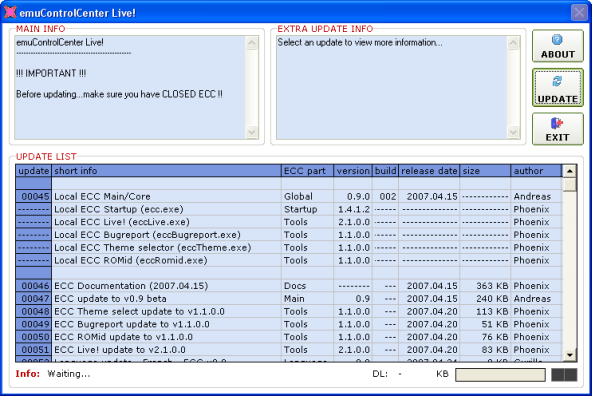 emuControlCenter Live!
MAIN INFO
emuControlCenter Live!
------------------------------------------------
!!! IMPORTANT !!!
Before updating...make sure you have CLOSED ECC !!
EXTRA UPDATE INFO
Select an update to view more information...
ABOUT
UPDATE
EXIT
UPDATE LIST
update short info ECC part version build release date size author
00045 Local ECC Main/Core Global 0.9.0 002 2007.04.15 ------------ Andreas
-------- Local ECC Startup (ecc.exe) Startup 1.4.1.2 ---- -------------- ------------ Phoenix
-------- Local ECC Live! (eccLive.exe) Tools 2.1.0.0 ---- -------------- ------------ Phoenix
-------- Local ECC Bugreport (eccBugreport.exe) Tools 1.1.0.0 ---- -------------- ------------ Phoenix
-------- Local ECC Theme selector (eccTheme.exe) Tools 1.1.0.0 ---- -------------- ------------ Phoenix
-------- Local ECC ROMid (eccRomid.exe) Tools 1.1.0.0 ---- -------------- ------------ Phoenix
00046 ECC Documentation (2007.04.15) Docs -------- --- 2007.04.15 363 KB Phoenix
00047 ECC update to v0.9 beta Main 0.9 --- 2007.04.15 240 KB Andreas
00048 ECC Theme select update to v1.1.0.0 Tools 1.1.0.0 --- 2007.04.20 113 KB Phoenix
00049 ECC Bugreport update to v1.1.0.0 Tools 1.1.0.0 --- 2007.04.20 51 KB Phoenix
00050 ECC ROMid update to v1.1.0.0 Tools 1.1.0.0 --- 2007.04.20 76 KB Phoenix
00051 ECC Live! update to v2.1.0.0 Tools 2.1.0.0 --- 2007.04.20 83 KB Phoenix
Info: Waiting...
DL: - KB